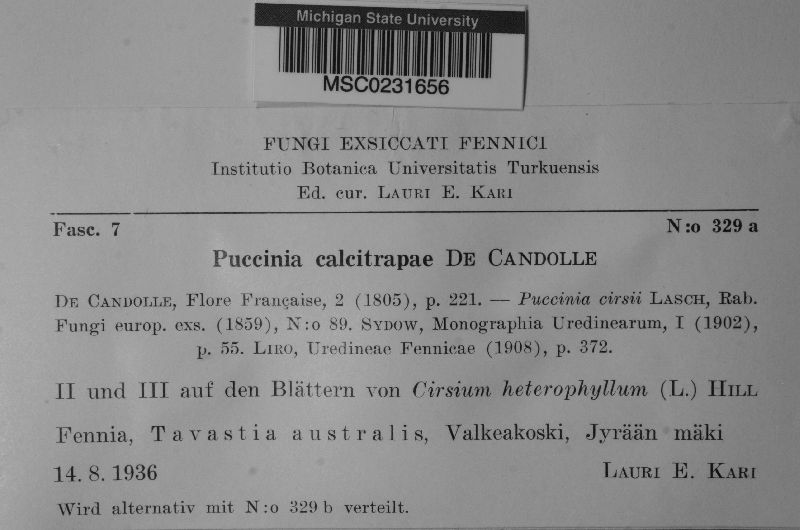 Michigan State University
MSC0231656
FUNGI EXSICCATI FENNICI
Institutio Botanica Universitatis Turkuensis
Ed. cur. LAURI E. KARI
Fasc. 7 N:o 329 a
Puccinia calcitrapae DE CANDOLLE
DE CANDOLLE, Flore Française, 2 (1805), p. 221. — Puccinia cirsii LASCH, Rab.
Fungi europ. exs. (1859), N:o 89. SYDOW, Monographia Uredinearum, I (1902),
p. 55. LIRO, Uredineae Fennicae (1908), p. 372.
II und III auf den Blättern von Cirsium heterophyllum (L.) HILL
Fennia, Tavastia australis, Valkeakoski, Jyrään mäki
14. 8. 1936 LAURI E. KARI
Wird alternativ mit N:o 329 b verteilt.